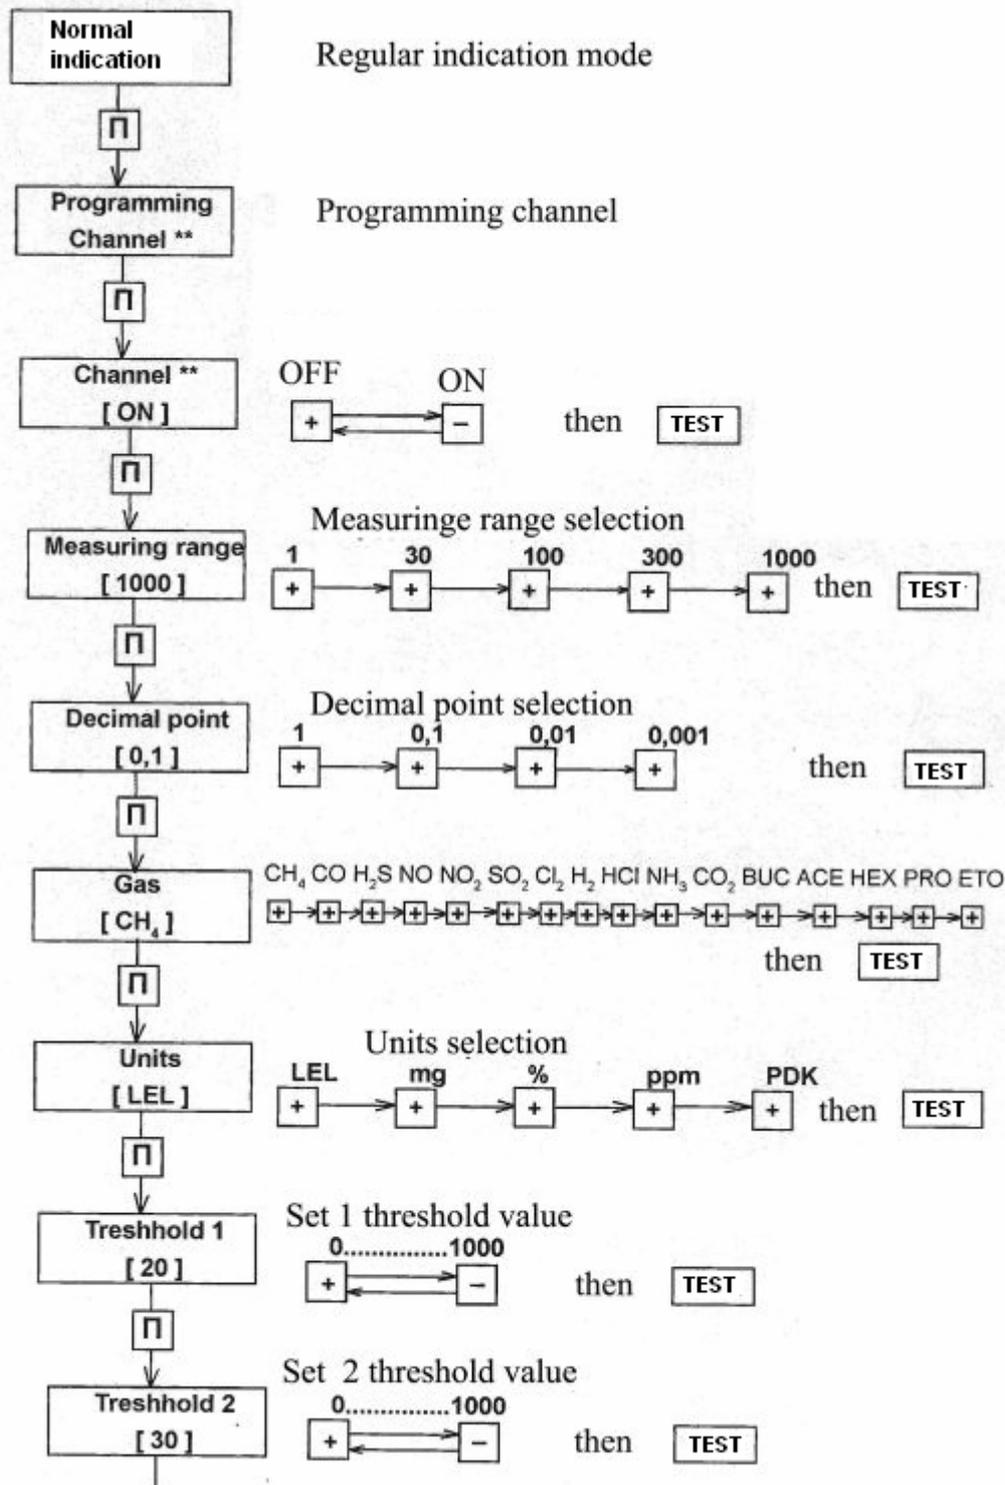 Normal
indication
Regular indication mode
П
Programming
Channel **
Programming channel
П
Channel **
[ ON ]
OFF ON
+ −
then TEST
П
Measuring range
[ 1000 ]
Measuringe range selection
1 30 100 300 1000
+ + + + +
then TEST
П
Decimal point
[ 0,1 ]
Decimal point selection
1 0,1 0,01 0,001
+ + + +
then TEST
П
Gas
[ CH₄ ]
CH₄ CO H₂S NO NO₂ SO₂ Cl₂ H₂ HCl NH₃ CO₂ BUC ACE HEX PRO ETO
+ + + + + + + + + + + + + + + +
then TEST
П
Units
[ LEL ]
Units selection
LEL mg % ppm PDK
+ + + + +
then TEST
П
Treshhold 1
[ 20 ]
Set 1 threshold value
0...............1000
+ −
then TEST
П
Treshhold 2
[ 30 ]
Set 2 threshold value
0...............1000
+ −
then TEST